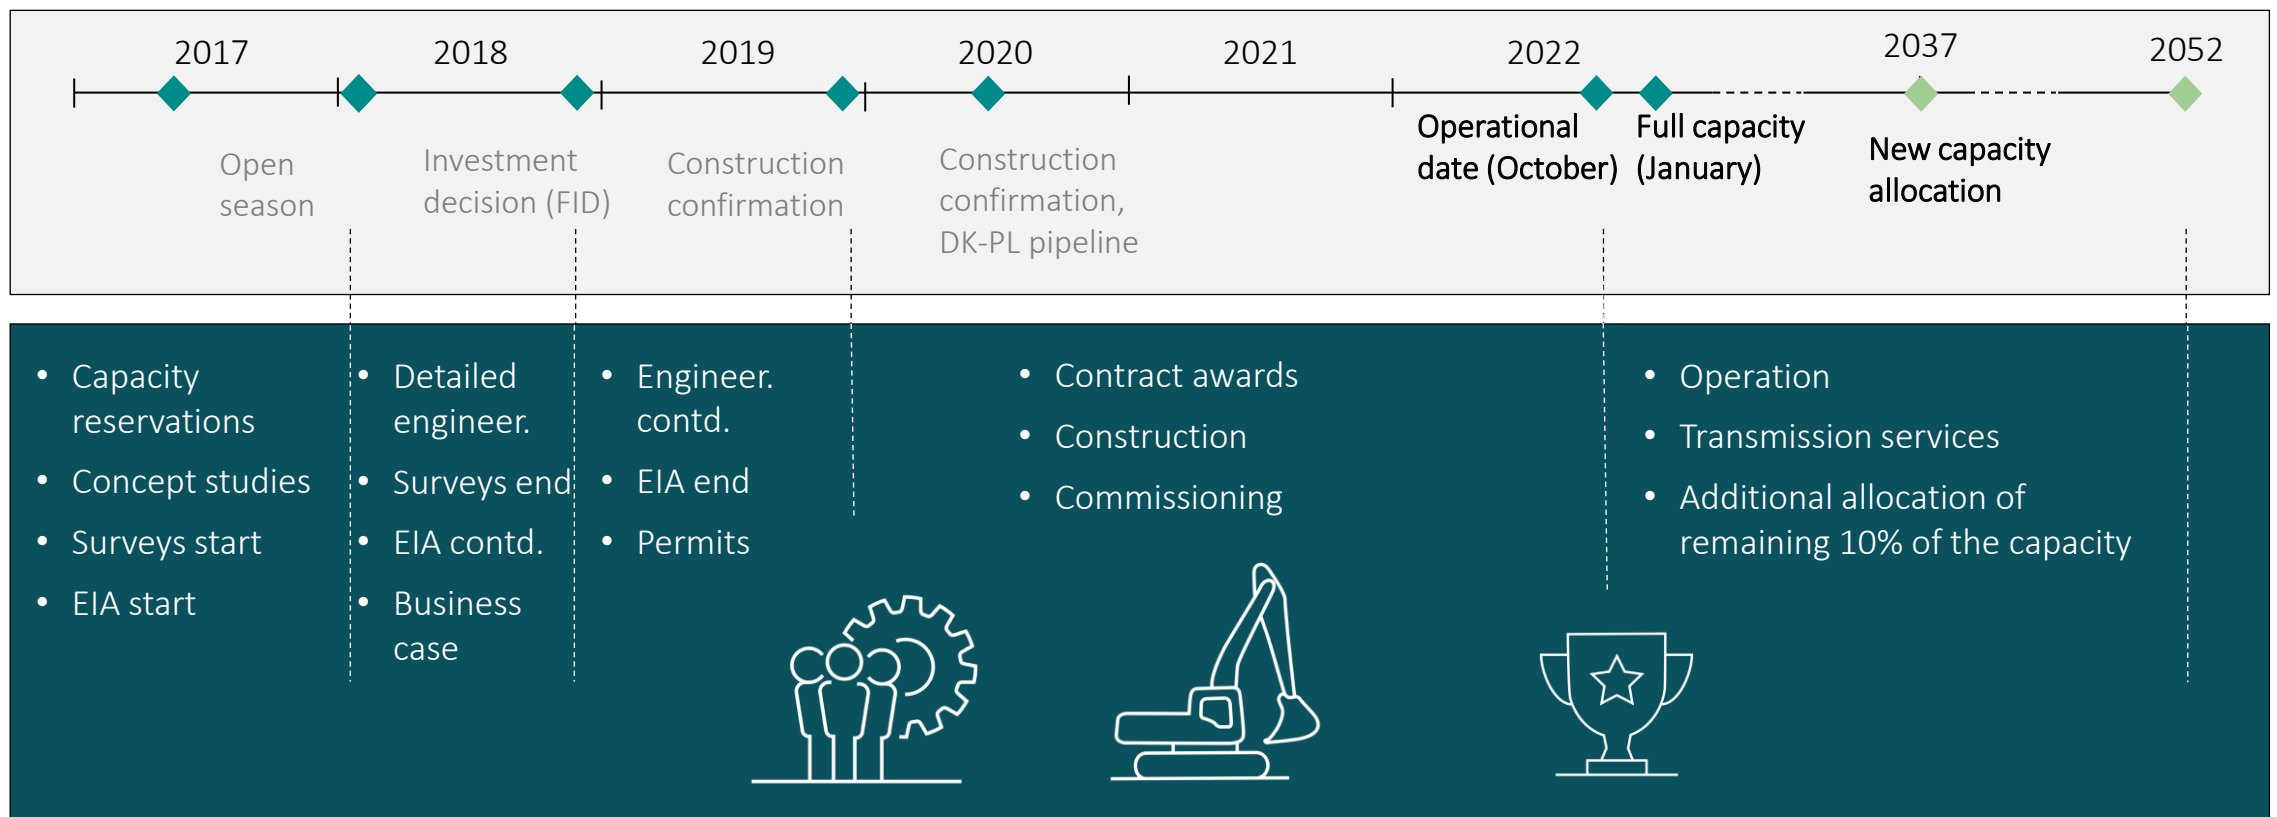 2017
2018
2019
2020
2021
2022
2037
2052
Open
season
Investment
decision (FID)
Construction
confirmation
Construction
confirmation,
DK-PL pipeline
Operational
date (October)
Full capacity
(January)
New capacity
allocation
• Capacity
reservations
• Concept studies
• Surveys start
• EIA start
• Detailed
engineer.
• Surveys end
• EIA contd.
• Business
case
• Engineer.
contd.
• EIA end
• Permits
• Contract awards
• Construction
• Commissioning
• Operation
• Transmission services
• Additional allocation of
remaining 10% of the capacity